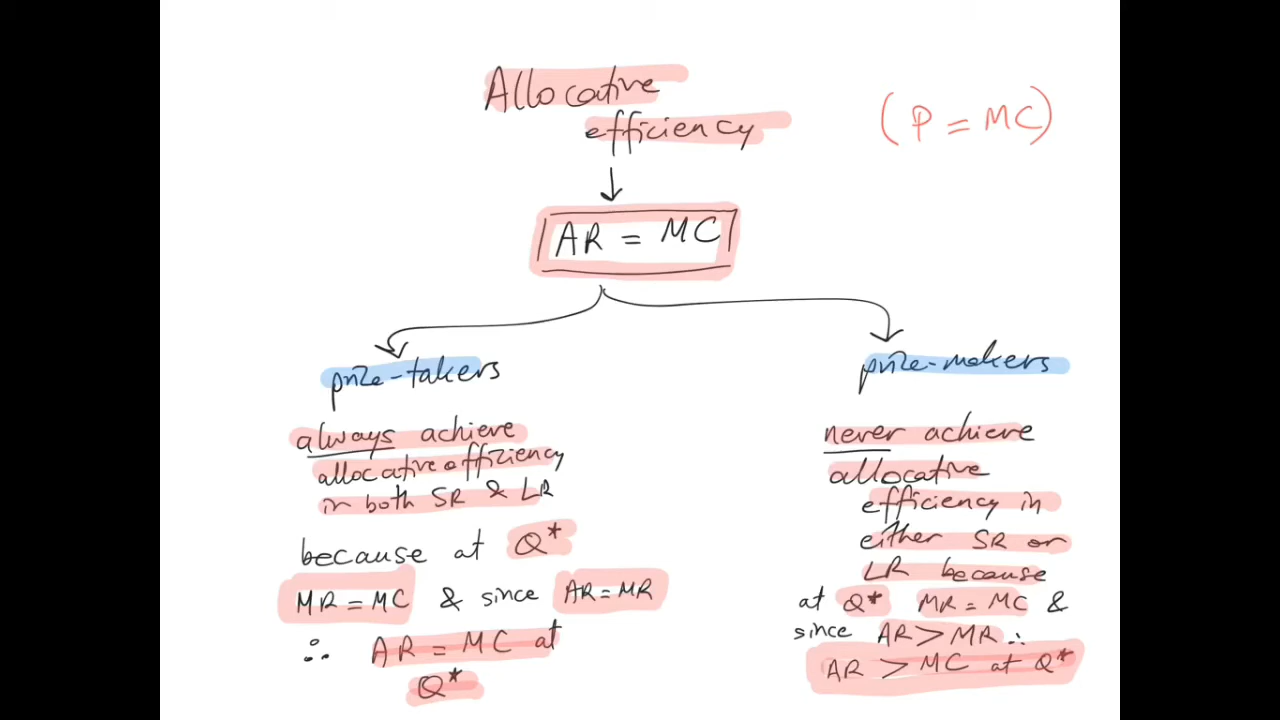 Allocative
efficiency
(P = MC)
AR = MC
price-takers
always achieve
allocative efficiency
in both SR & LR
because at Q*
MR = MC & since AR = MR
∴ AR = MC at
Q*
price-makers
never achieve
allocative
efficiency in
either SR or
LR because
at Q* MR = MC &
since AR > MR ∴
AR > MC at Q*